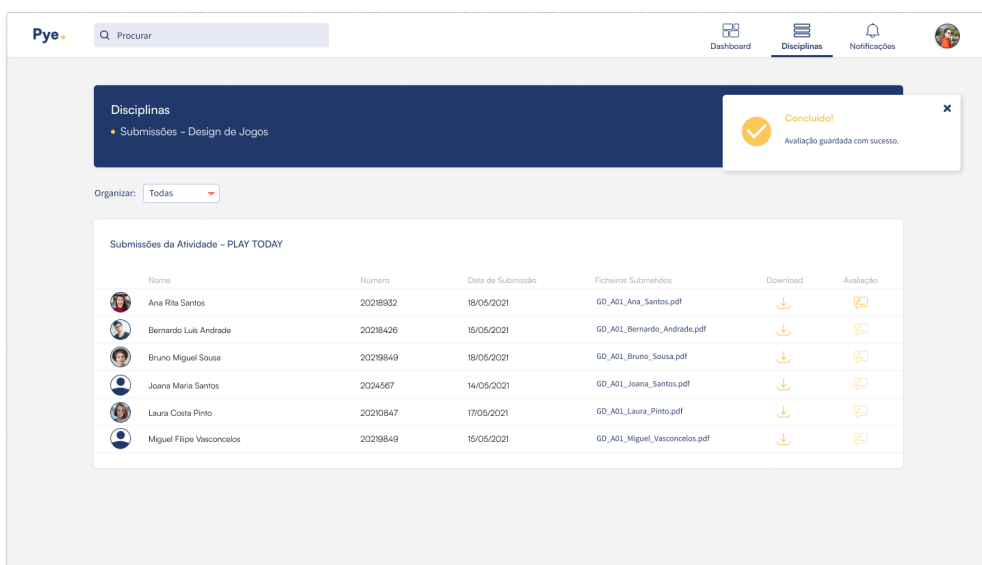 Pye.
Procurar
Dashboard
Disciplinas
Notificações
Disciplinas
• Submissões - Design de Jogos
Concluído!
Avaliação guardada com sucesso.
Organizar: Todas
Submissões da Atividade - PLAY TODAY
Nome Número Data de Submissão Ficheiros Submetidos Download Avaliação
Ana Rita Santos 20218932 18/05/2021 GD_A01_Ana_Santos.pdf
Bernardo Luís Andrade 20218426 15/05/2021 GD_A01_Bernardo_Andrade.pdf
Bruno Miguel Sousa 20219849 18/05/2021 GD_A01_Bruno_Sousa.pdf
Joana Maria Santos 2024567 14/05/2021 GD_A01_Joana_Santos.pdf
Laura Costa Pinto 20210847 17/05/2021 GD_A01_Laura_Pinto.pdf
Miguel Filipe Vasconcelos 20219849 15/05/2021 GD_A01_Miguel_Vasconcelos.pdf